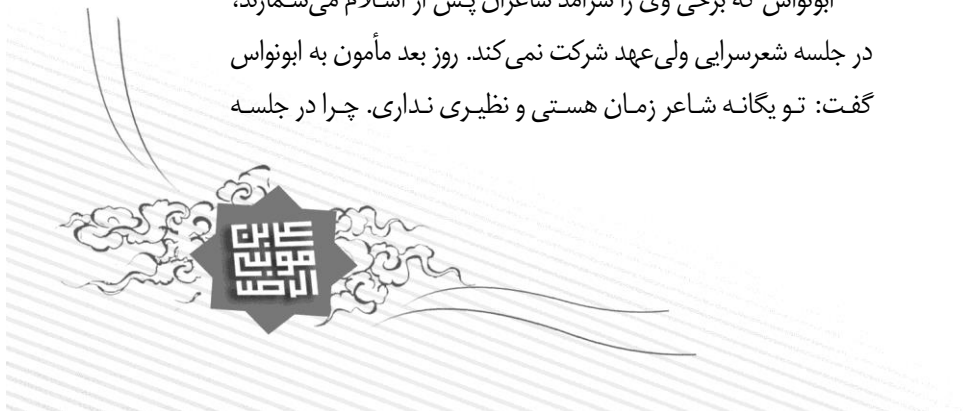 ابونواس که برخی وی را سرآمد شاعران پس از اسلام می‌شمارند،
در جلسه شعرسرایی ولی‌عهد شرکت نمی‌کند. روز بعد مأمون به ابونواس
گفت: تو یگانه شاعر زمان هستی و نظیری نداری. چرا در جلسه